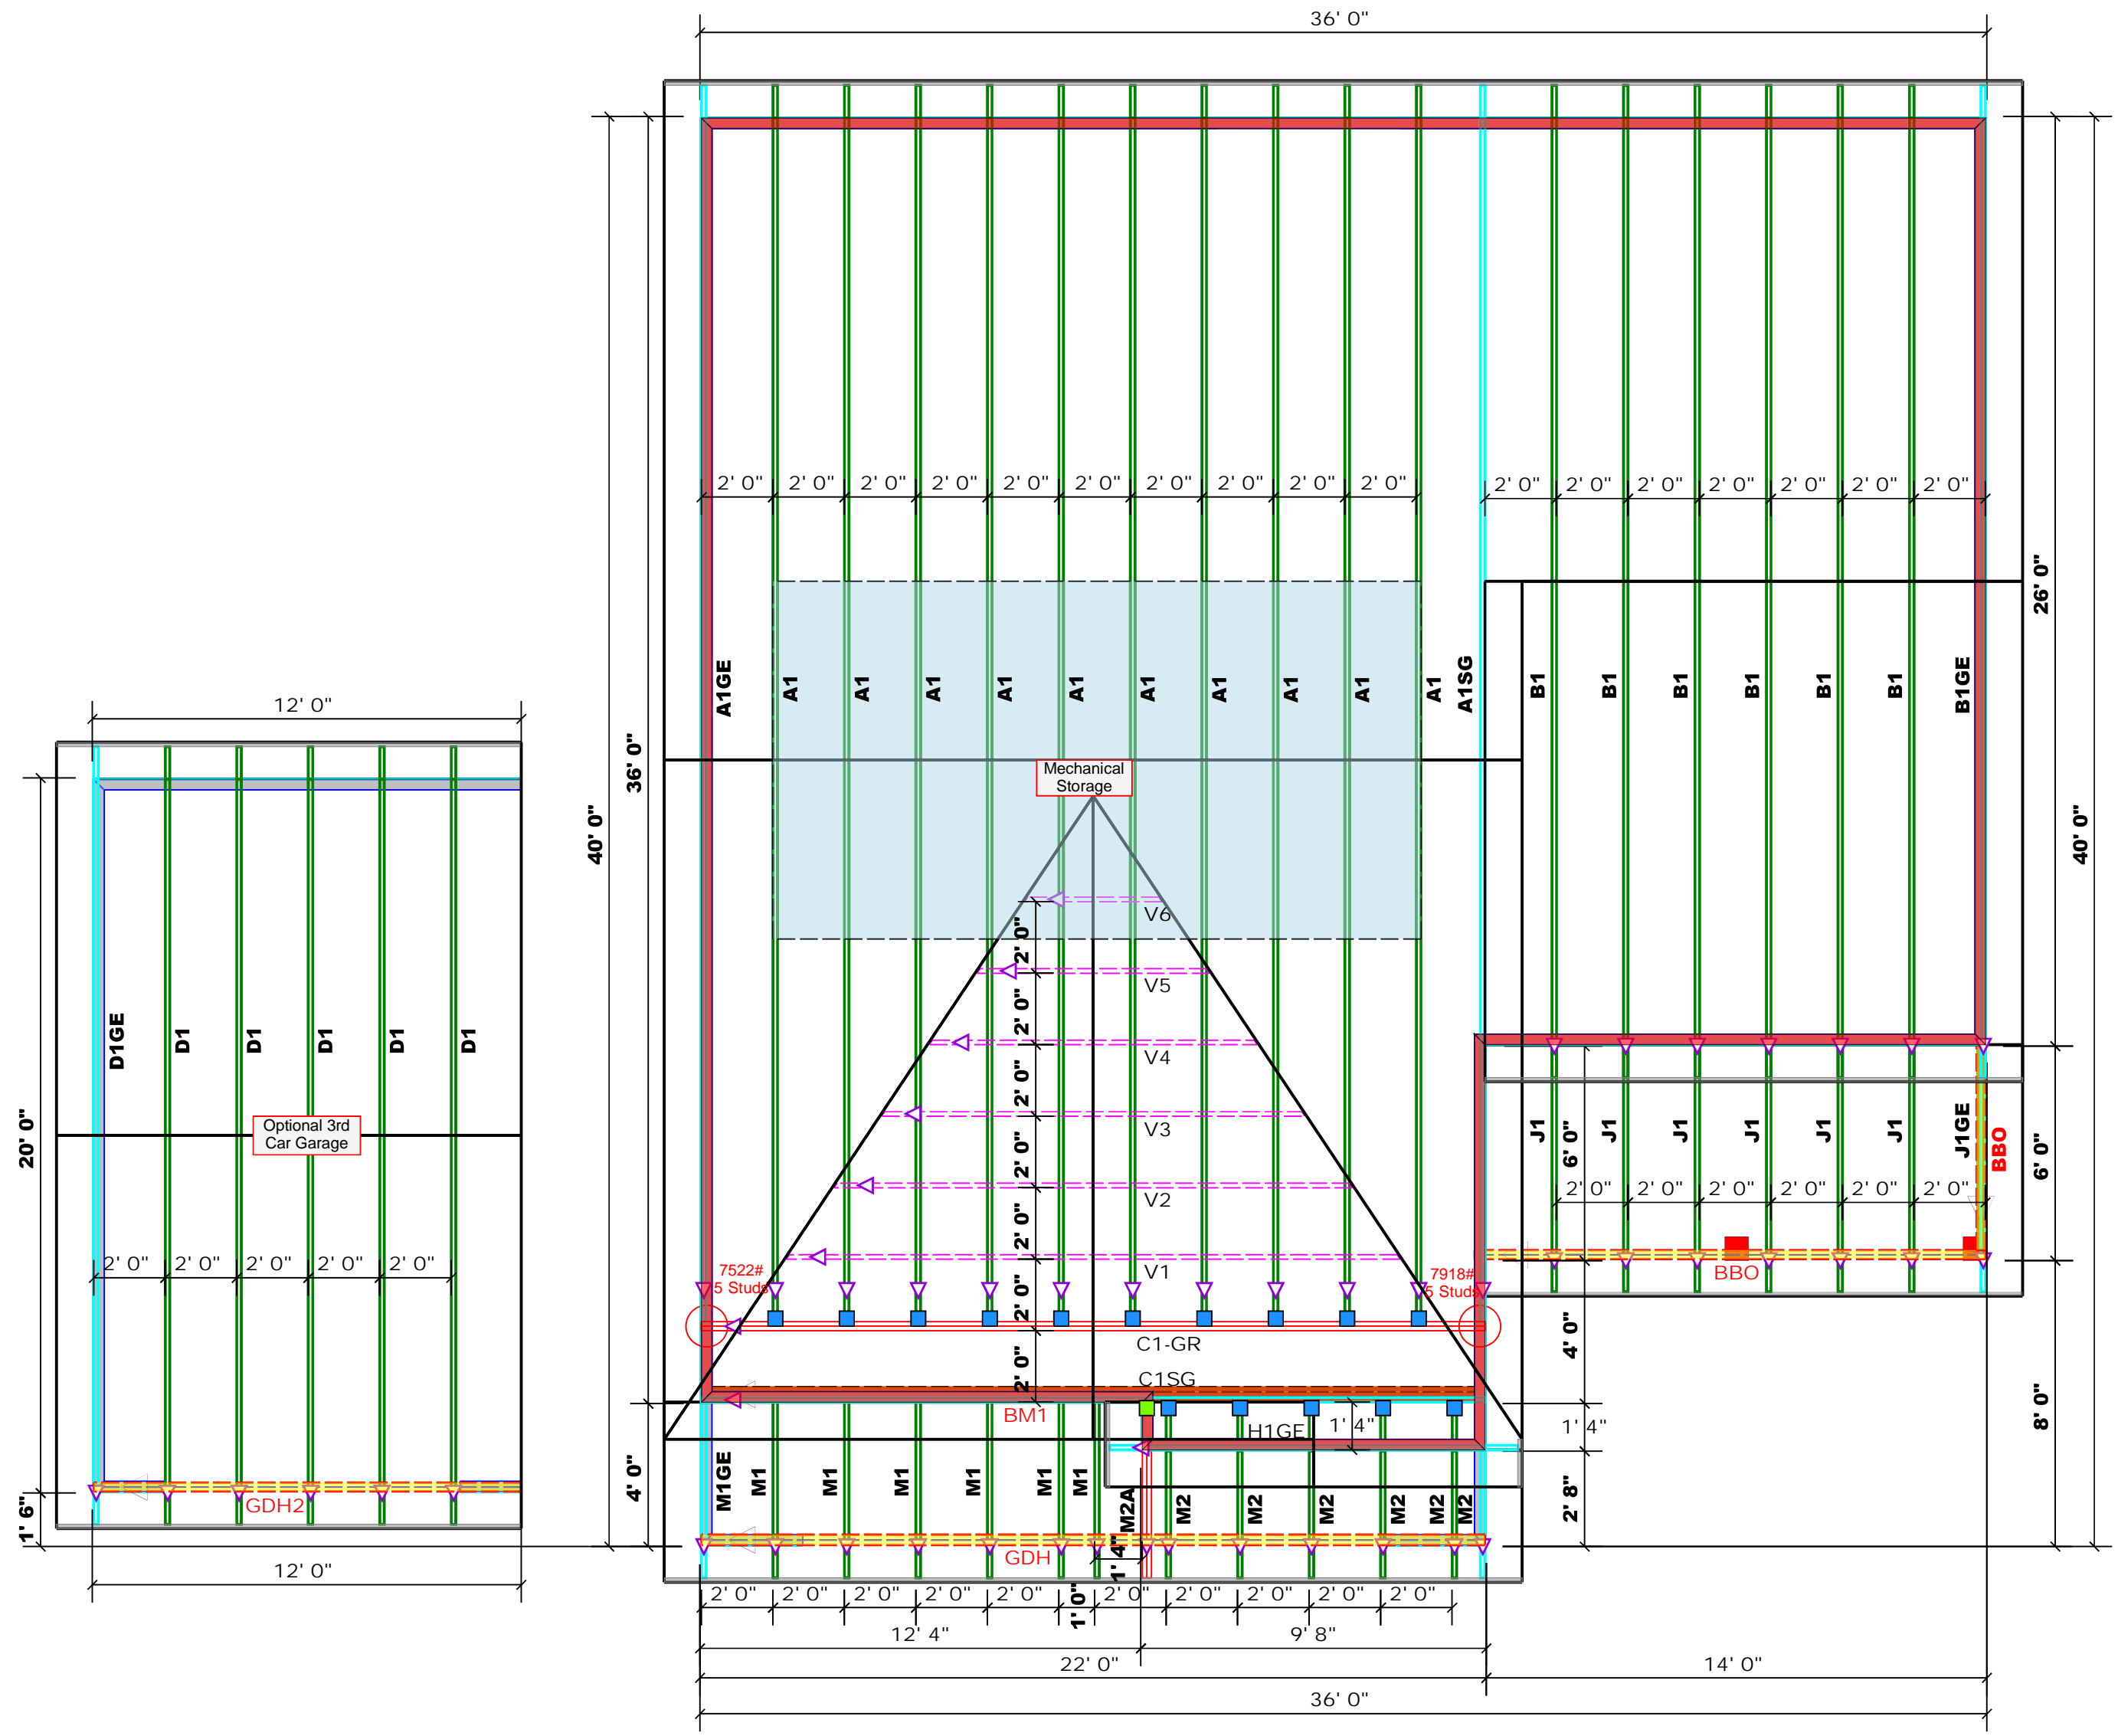 36' 0"
2' 0" 2' 0" 2' 0" 2' 0" 2' 0" 2' 0" 2' 0" 2' 0" 2' 0" 2' 0"
2' 0" 2' 0" 2' 0" 2' 0" 2' 0" 2' 0" 2' 0"
26' 0"
A1GE A1 A1 A1 A1 A1 A1 A1 A1 A1 A1 A1SG B1 B1 B1 B1 B1 B1 B1GE
12' 0"
36' 0"
40' 0"
40' 0"
Mechanical
Storage
V6
2' 0"
V5
2' 0"
V4
2' 0"
V3
2' 0"
V2
2' 0"
V1
2' 0"
2' 0"
D1GE D1 D1 D1 D1 D1
20' 0"
Optional 3rd
Car Garage
J1 J1 J1 J1 J1 J1 J1GE
BBO
6' 0"
6' 0"
2' 0" 2' 0" 2' 0" 2' 0" 2' 0" 2' 0"
2' 0" 2' 0" 2' 0" 2' 0" 2' 0"
7522#
5 Studs
7918#
5 Studs
BBO
C1-GR
4' 0"
C1SG
BM1
H1GE
1' 4"
1' 4"
8' 0"
4' 0"
M1GE M1 M1 M1 M1 M1 M1 M2A M2 M2 M2 M2 M2 M2
2' 8"
GDH2
1' 6"
GDH
1' 4"
12' 0"
2' 0" 2' 0" 2' 0" 2' 0" 2' 0" 1' 0" 2' 0" 2' 0" 2' 0" 2' 0" 2' 0"
12' 4"
9' 8"
22' 0"
14' 0"
36' 0"